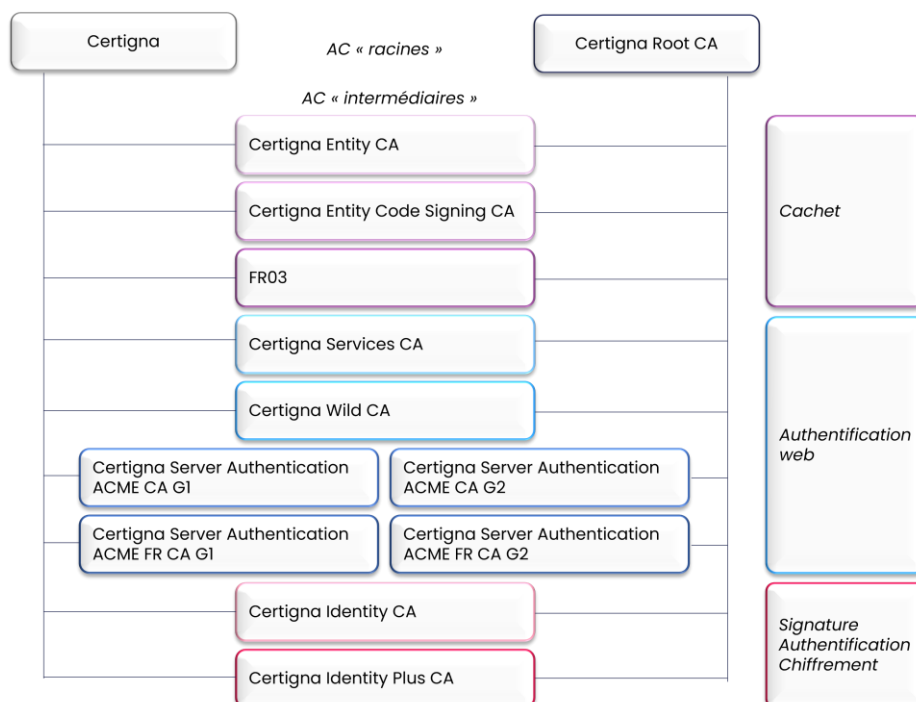 Certigna
AC « racines »
Certigna Root CA
AC « intermédiaires »
Certigna Entity CA
Certigna Entity Code Signing CA
FR03
Cachet
Certigna Services CA
Certigna Wild CA
Certigna Server Authentication
ACME CA G1
Certigna Server Authentication
ACME CA G2
Certigna Server Authentication
ACME FR CA G1
Certigna Server Authentication
ACME FR CA G2
Authentification
web
Certigna Identity CA
Certigna Identity Plus CA
Signature
Authentification
Chiffrement